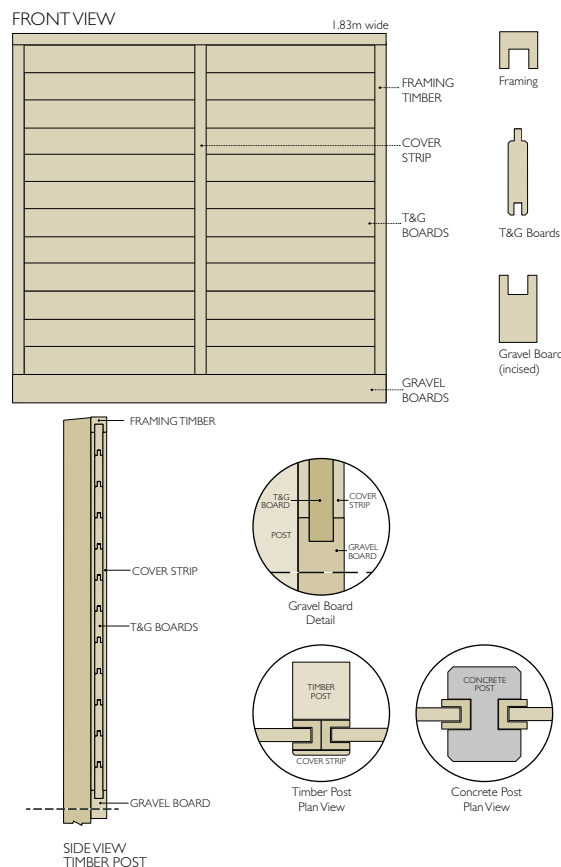 FRONT VIEW
1.83m wide
FRAMING
TIMBER
COVER
STRIP
T&G
BOARDS
GRAVEL
BOARDS
Framing
T&G Boards
Gravel Board
(incised)
FRAMING TIMBER
COVER STRIP
T&G BOARDS
GRAVEL BOARD
SIDE VIEW
TIMBER POST
T&G
BOARD
COVER
STRIP
POST
GRAVEL
BOARD
Gravel Board
Detail
TIMBER
POST
COVER STRIP
Timber Post
Plan View
CONCRETE
POST
Concrete Post
Plan View